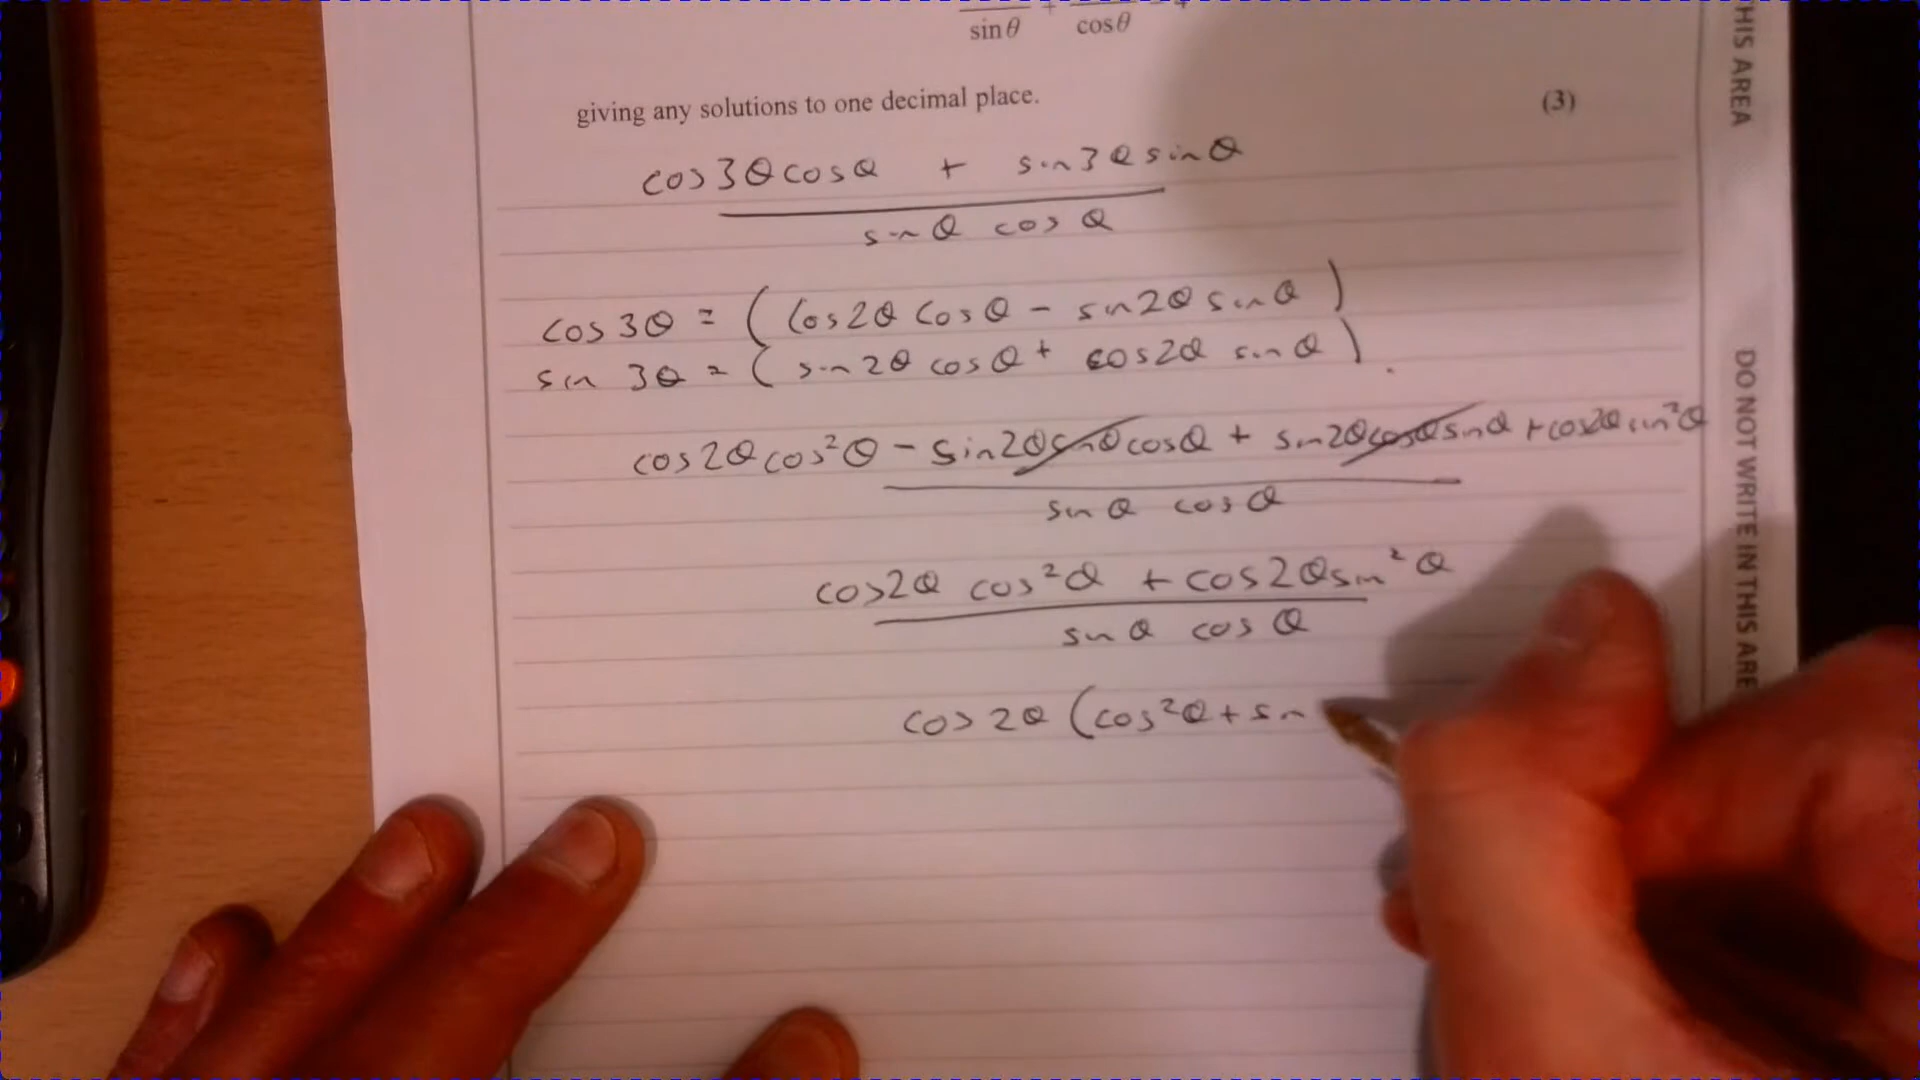 sinθ + cosθ
giving any solutions to one decimal place.
(3)
cos3θcosθ + sin3θsinθ
sinθ cosθ
cos3θ = (cos2θ cosθ - sin2θ sinθ)
sin 3θ = (sin2θ cosθ + cos2θ sinθ).
cos2θcos²θ - sin2θsinθcosθ + sin2θcosθsinθ + cos2θsin²θ
sinθ cosθ
cos2θ cos²θ + cos2θsin²θ
sinθ cosθ
cos2θ (cos²θ + sin
HIS AREA
DO NOT WRITE IN THIS ARE